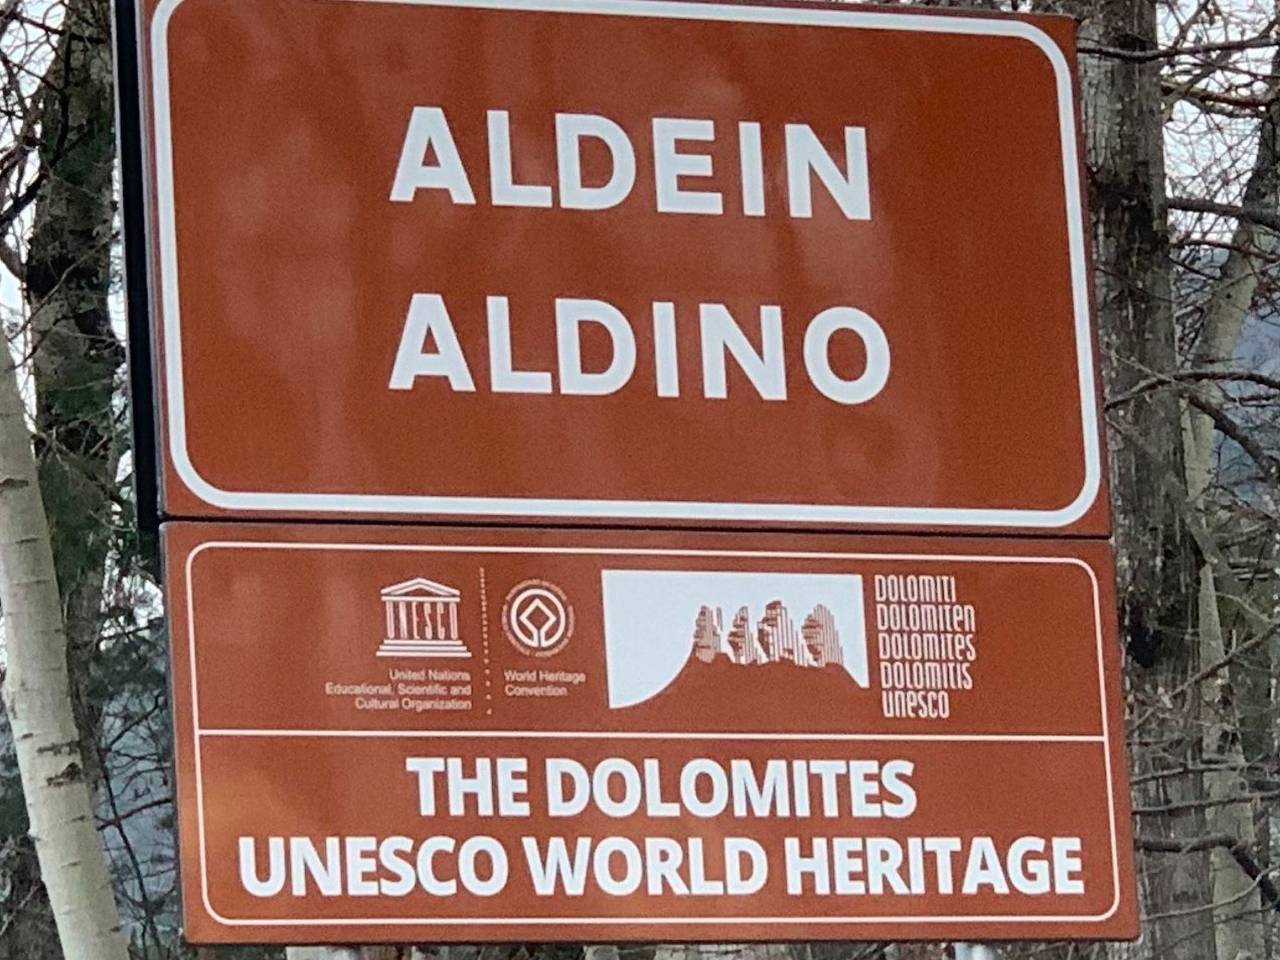 ALDEIN
ALDINO
UNESCO
United Nations
Educational, Scientific and
Cultural Organization
World Heritage
Convention
DOLOMITI
DOLOMITEN
DOLOMITES
DOLOMITIS
UNESCO
THE DOLOMITES
UNESCO WORLD HERITAGE